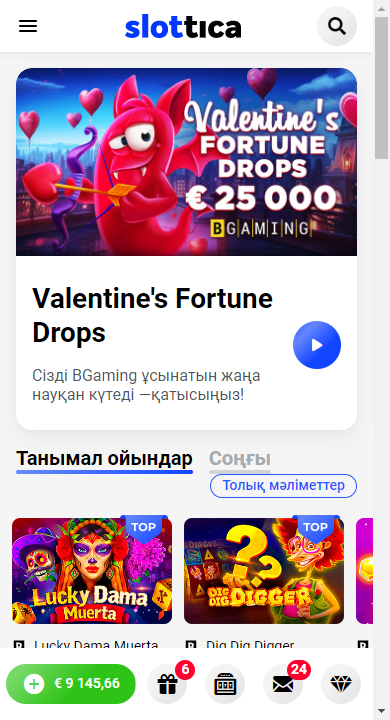 slottica
Valentine's
FORTUNE
DROPS
€ 25 000
BGAMING
Valentine's Fortune
Drops
Сізді BGaming ұсынатын жаңа
науқан күтеді —қатысыңыз!
Танымал ойындар Соңғы
Толық мәліметтер
TOP TOP
Lucky Dama
Muerta
DIG DIG DIGGER
Lucky Dama Muerta Dig Dig Digger
€ 9 145,66 6 24